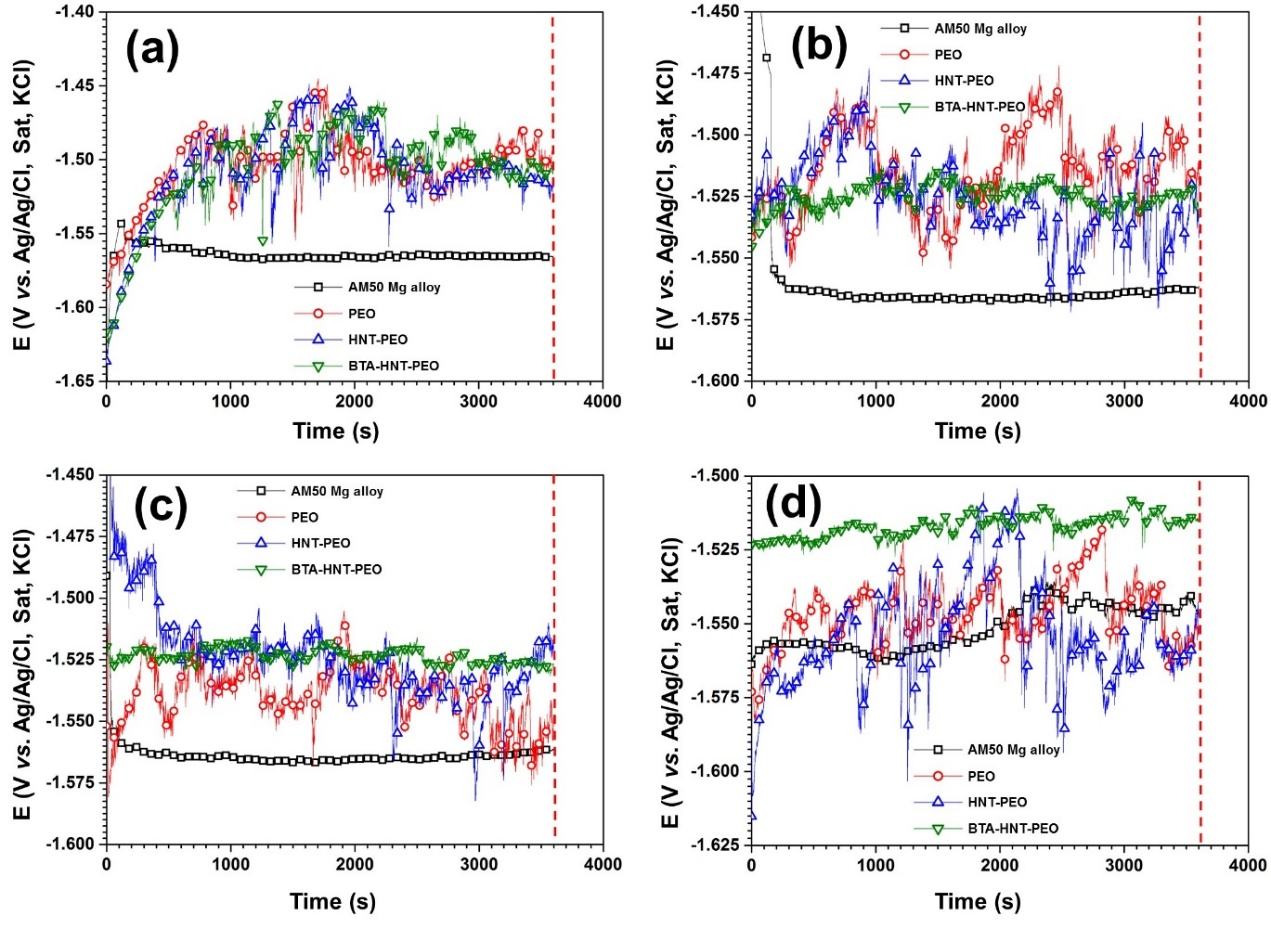 (a)
E (V vs. Ag/Ag/Cl, Sat, KCl)
-1.40
-1.45
-1.50
-1.55
-1.60
-1.65
AM50 Mg alloy
PEO
HNT-PEO
BTA-HNT-PEO
0 1000 2000 3000 4000
Time (s)
(b)
E (V vs. Ag/Ag/Cl, Sat, KCl)
-1.450
-1.475
-1.500
-1.525
-1.550
-1.575
-1.600
AM50 Mg alloy
PEO
HNT-PEO
BTA-HNT-PEO
0 1000 2000 3000 4000
Time (s)
(c)
E (V vs. Ag/Ag/Cl, Sat, KCl)
-1.450
-1.475
-1.500
-1.525
-1.550
-1.575
-1.600
AM50 Mg alloy
PEO
HNT-PEO
BTA-HNT-PEO
0 1000 2000 3000 4000
Time (s)
(d)
E (V vs. Ag/Ag/Cl, Sat, KCl)
-1.500
-1.525
-1.550
-1.575
-1.600
-1.625
AM50 Mg alloy
PEO
HNT-PEO
BTA-HNT-PEO
0 1000 2000 3000 4000
Time (s)